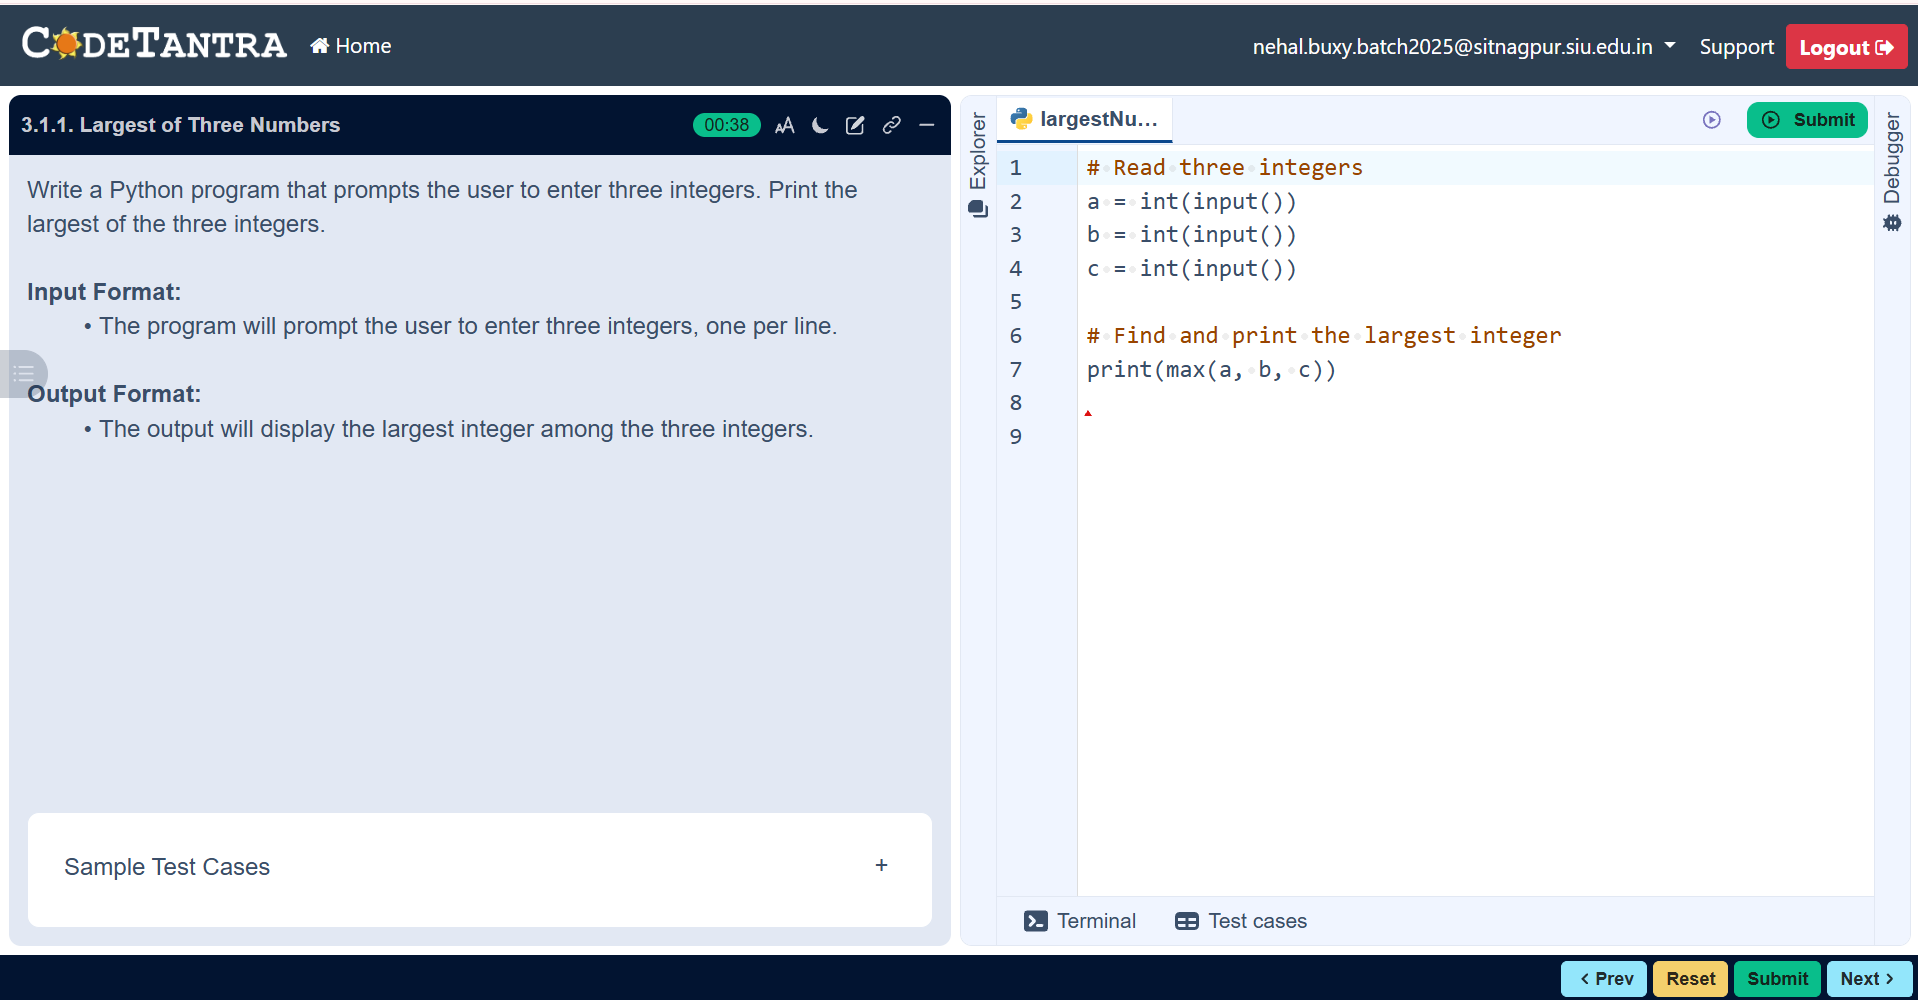 CODETANTRA Home nehal.buxy.batch2025@sitnagpur.siu.edu.in Support Logout
3.1.1. Largest of Three Numbers 00:38 AA
Write a Python program that prompts the user to enter three integers. Print the
largest of the three integers.
Input Format:
• The program will prompt the user to enter three integers, one per line.
Output Format:
• The output will display the largest integer among the three integers.
Sample Test Cases +
Explorer
largestNu... Submit
Debugger
1 # Read three integers
2 a = int(input())
3 b = int(input())
4 c = int(input())
5
6 # Find and print the largest integer
7 print(max(a, b, c))
8
9
Terminal Test cases
< Prev Reset Submit Next >